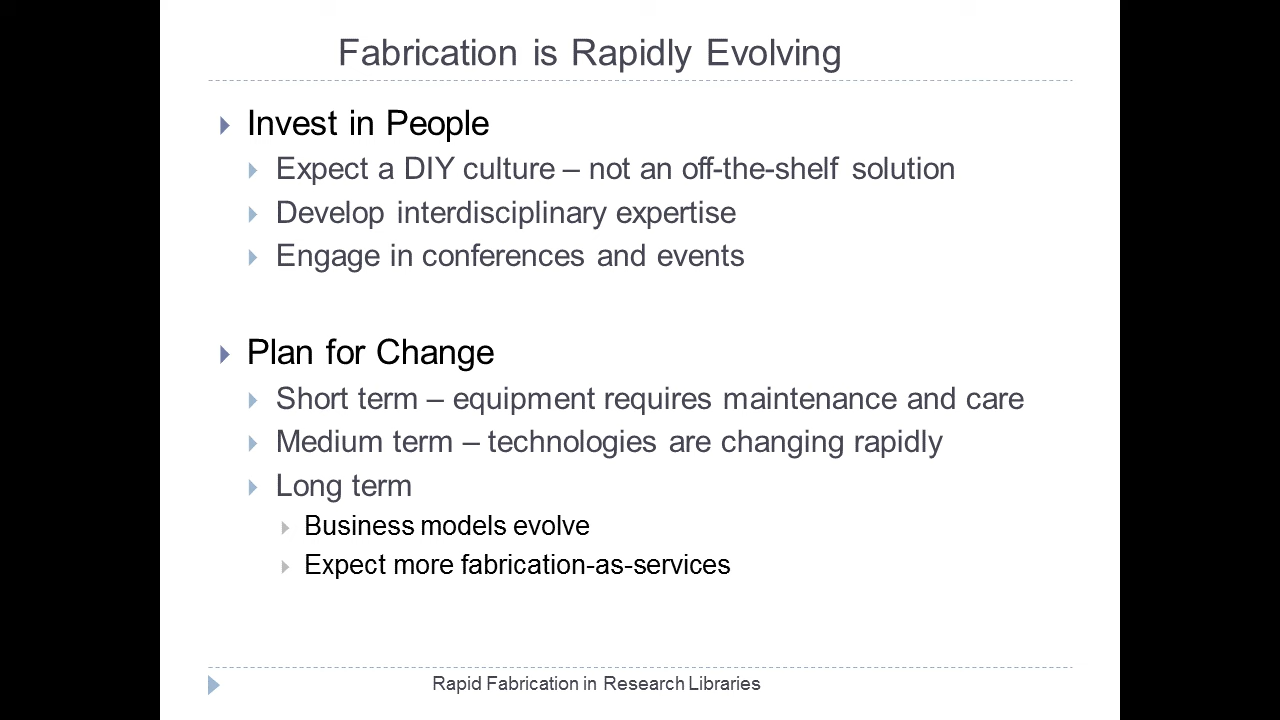 Fabrication is Rapidly Evolving
Invest in People
Expect a DIY culture – not an off-the-shelf solution
Develop interdisciplinary expertise
Engage in conferences and events
Plan for Change
Short term – equipment requires maintenance and care
Medium term – technologies are changing rapidly
Long term
Business models evolve
Expect more fabrication-as-services
Rapid Fabrication in Research Libraries